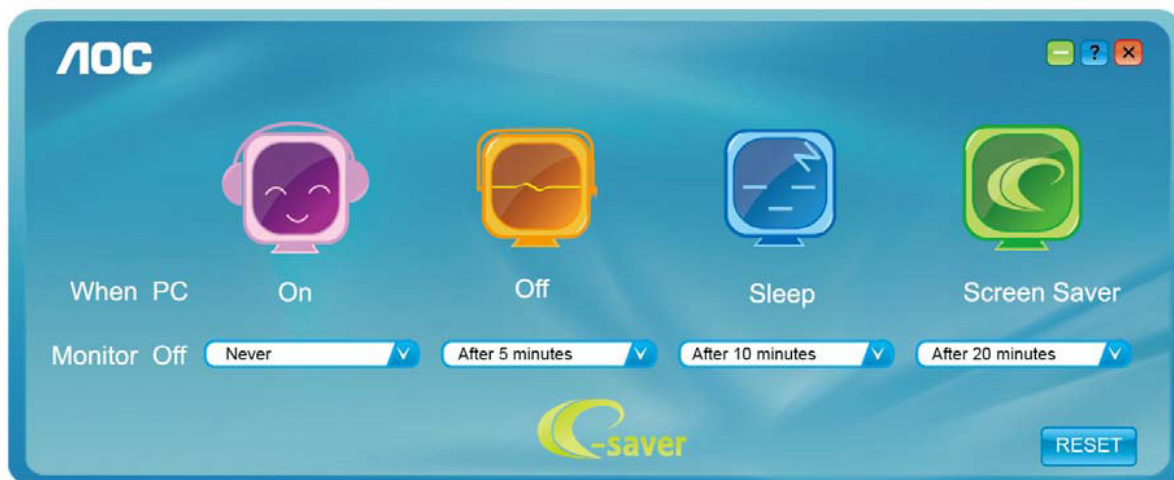 AOC
?
When PC On Off Sleep Screen Saver
Monitor Off Never After 5 minutes After 10 minutes After 20 minutes
e-saver
RESET